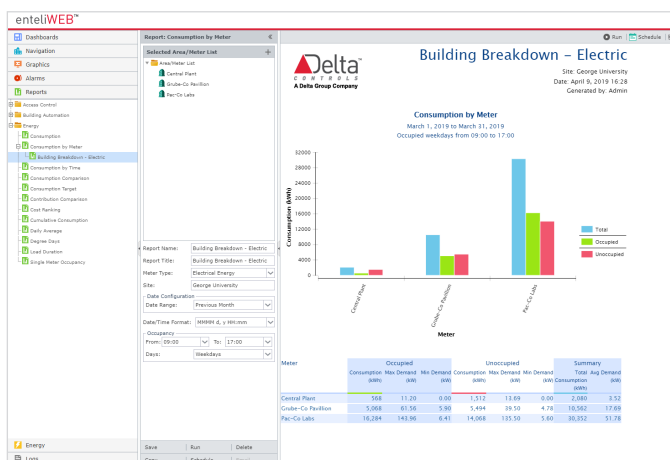 enteliWEB™
Dashboards
Navigation
Graphics
Alarms
Reports
Access Control
Building Automation
Energy
Consumption
Consumption by Meter
Building Breakdown - Electric
Consumption by Time
Consumption Comparison
Consumption Target
Contribution Comparison
Cost Ranking
Cumulative Consumption
Daily Average
Degree Days
Load Duration
Single Meter Occupancy
Energy
Logs
Report: Consumption by Meter
Selected Area/Meter List
Area/Meter List
Central Plant
Grube-Co Pavilion
Pac-Co Labs
Report Name: Building Breakdown - Electric
Report Title: Building Breakdown - Electric
Meter Type: Electrical Energy
Site: George University
Date Configuration
Date Range: Previous Month
Date/Time Format: MMMM d, y HH:mm
Occupancy
From: 09:00 To: 17:00
Days: Weekdays
Save Run Delete
Copy Schedule
Run Schedule
Delta™
CONTROLS
A Delta Group Company
Building Breakdown – Electric
Site: George University
Date: April 9, 2019 16:28
Generated by: Admin
Consumption by Meter
March 1, 2019 to March 31, 2019
Occupied weekdays from 09:00 to 17:00
Consumption (kWh)
32000
28000
24000
20000
16000
12000
8000
4000
0
Central Plant
Grube-Co Pavilion
Pac-Co Labs
Meter
Total
Occupied
Unoccupied
Meter Occupied Unoccupied Summary
Consumption Max Demand Min Demand Consumption Max Demand Min Demand Total Avg Demand
(kWh) (kW) (kW) (kWh) (kW) (kW) Consumption (kW)
(kWh)
Central Plant 568 11.20 0.00 1,512 13.69 0.00 2,080 3.52
Grube-Co Pavilion 5,068 61.56 5.90 5,494 39.50 4.78 10,562 17.69
Pac-Co Labs 16,284 143.96 6.41 14,068 135.50 5.60 30,352 51.78